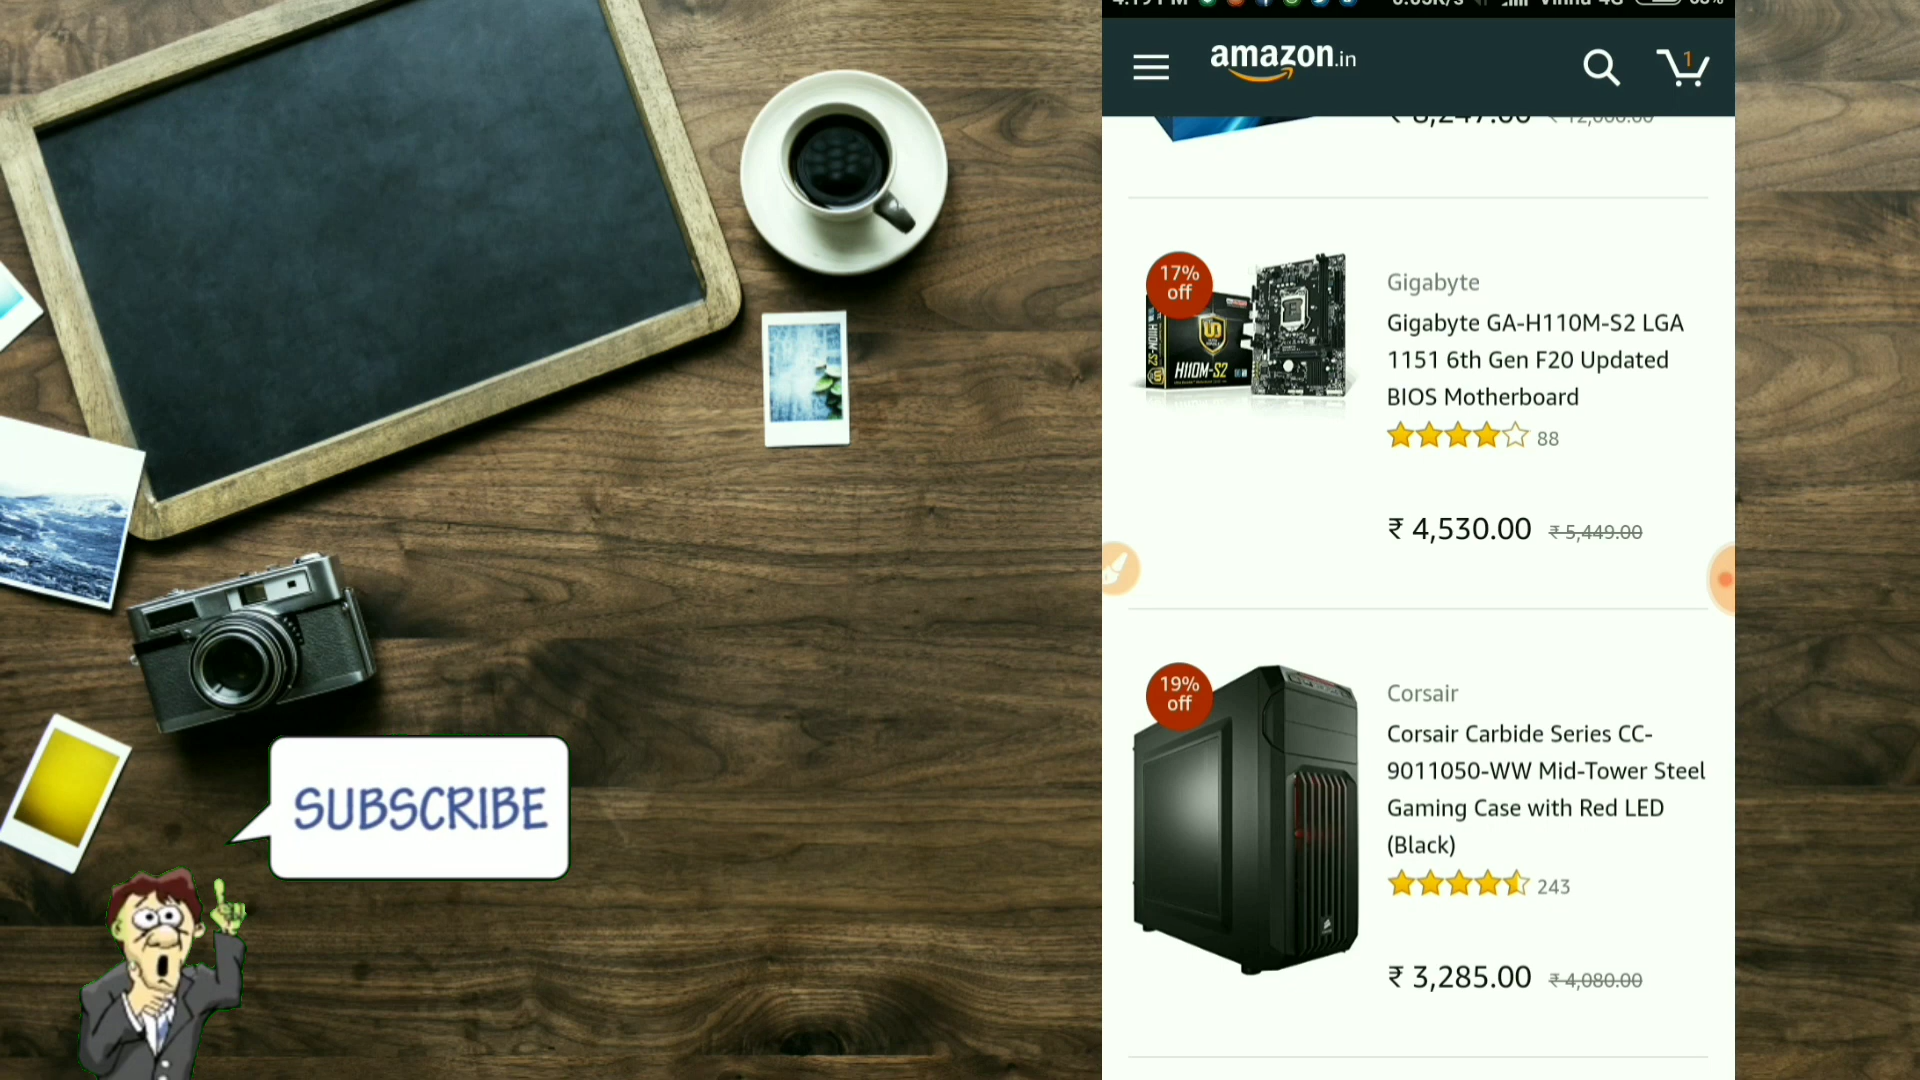 SUBSCRIBE
amazon.in
1
17%
off
H110M-S2
Gigabyte
Gigabyte GA-H110M-S2 LGA
1151 6th Gen F20 Updated
BIOS Motherboard
88
₹ 4,530.00 ₹ 5,449.00
19%
off
Corsair
Corsair Carbide Series CC-
9011050-WW Mid-Tower Steel
Gaming Case with Red LED
(Black)
243
₹ 3,285.00 ₹ 4,080.00